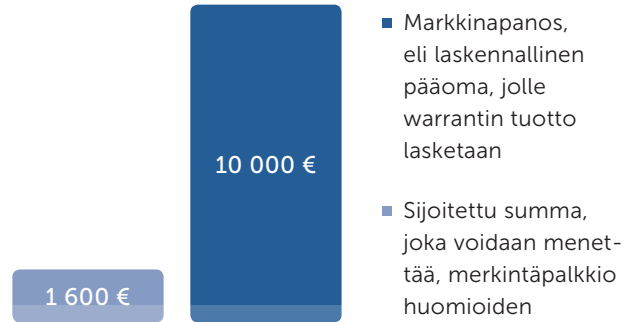 Markkinapanos,
eli laskennallinen
pääoma, jolle
warrantin tuotto
lasketaan
10 000 €
Sijoitettu summa,
joka voidaan menet-
tää, merkintäpalkkio
huomioiden
1 600 €